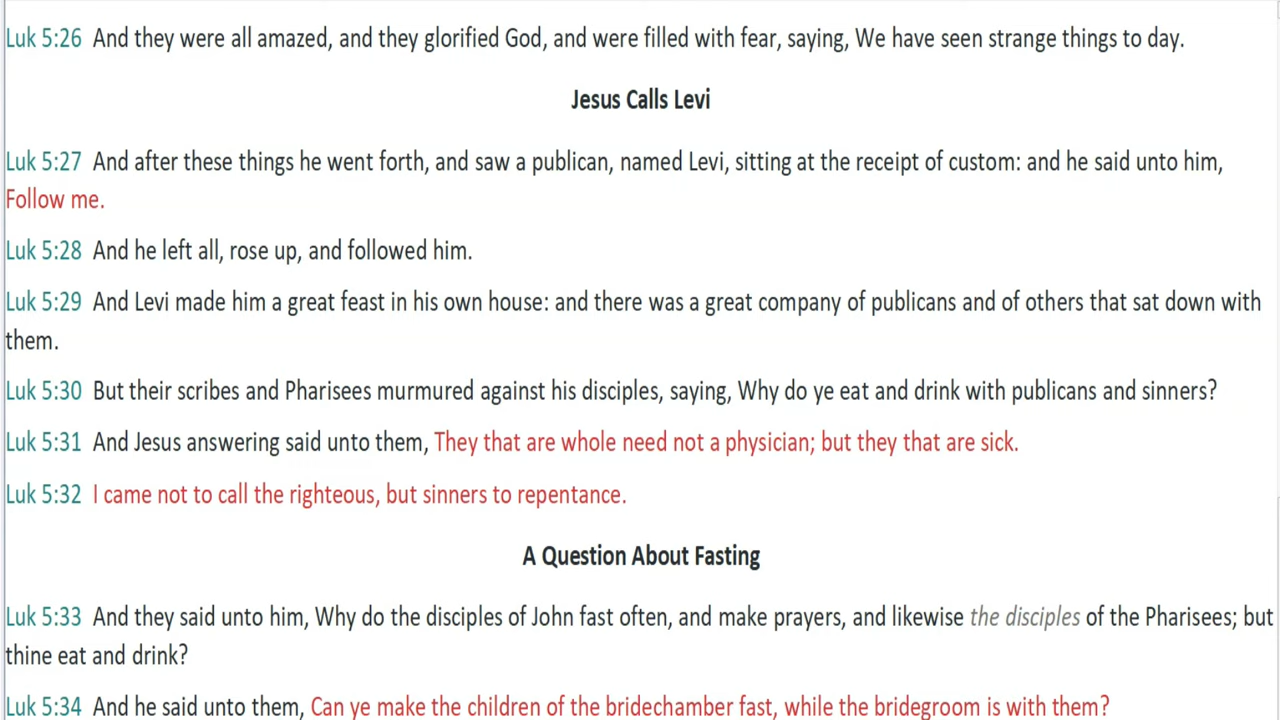 Luk 5:26 And they were all amazed, and they glorified God, and were filled with fear, saying, We have seen strange things to day.
Jesus Calls Levi
Luk 5:27 And after these things he went forth, and saw a publican, named Levi, sitting at the receipt of custom: and he said unto him,
Follow me.
Luk 5:28 And he left all, rose up, and followed him.
Luk 5:29 And Levi made him a great feast in his own house: and there was a great company of publicans and of others that sat down with
them.
Luk 5:30 But their scribes and Pharisees murmured against his disciples, saying, Why do ye eat and drink with publicans and sinners?
Luk 5:31 And Jesus answering said unto them, They that are whole need not a physician; but they that are sick.
Luk 5:32 I came not to call the righteous, but sinners to repentance.
A Question About Fasting
Luk 5:33 And they said unto him, Why do the disciples of John fast often, and make prayers, and likewise the disciples of the Pharisees; but
thine eat and drink?
Luk 5:34 And he said unto them, Can ye make the children of the bridechamber fast, while the bridegroom is with them?